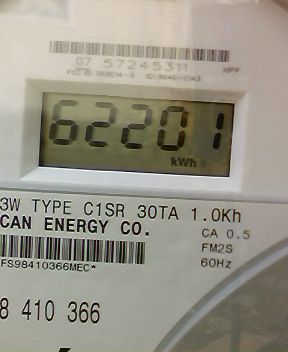 07 57245311
HPP
62201
kWh
3W TYPE C1SR 30TA 1.0Kh
CAN ENERGY CO.
CA 0.5
FM2S
60Hz
FS98410366MEC*
8 410 366